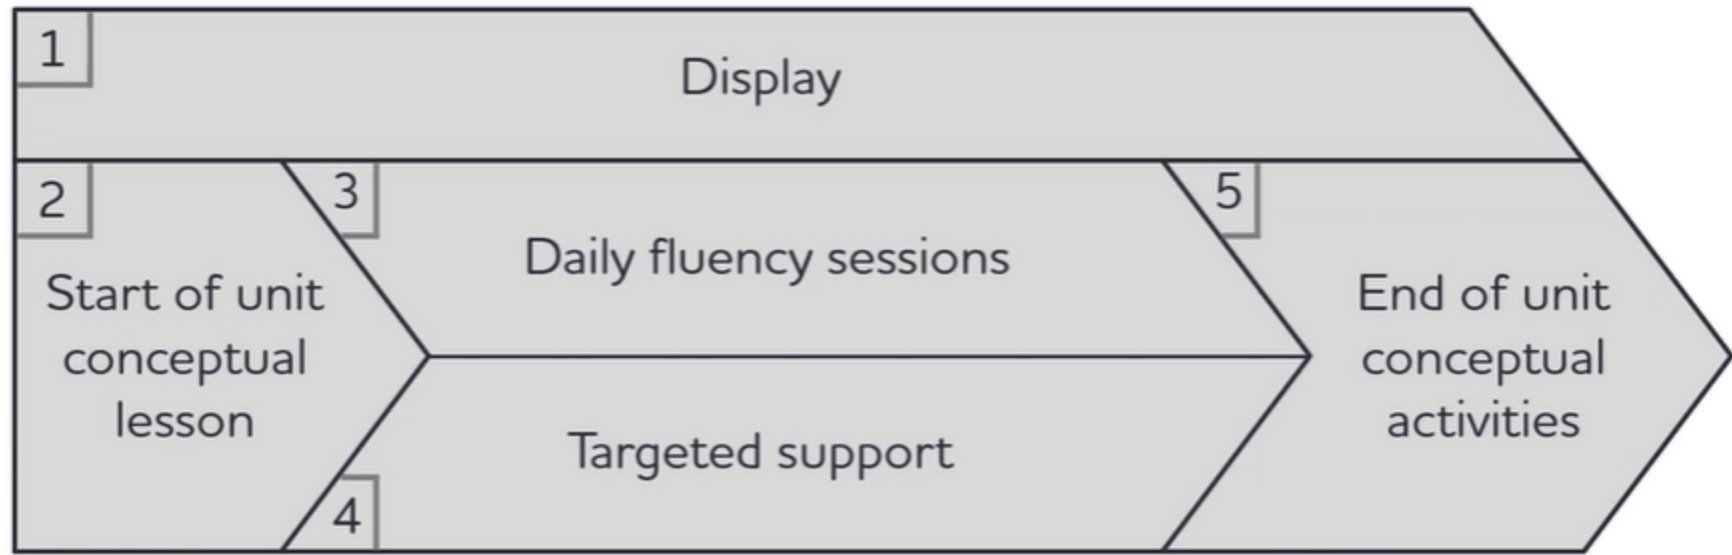 1
Display
2
Start of unit
conceptual
lesson
3
Daily fluency sessions
4
Targeted support
5
End of unit
conceptual
activities